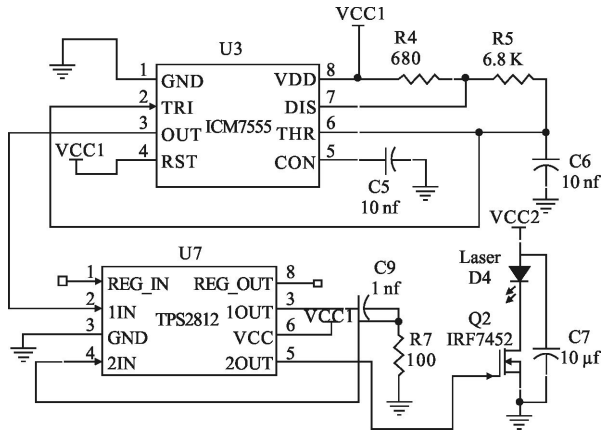 VCC1
U3
R4
680
R5
6.8 K
1 GND VDD 8
2 TRI DIS 7
3 OUT ICM7555 THR 6
4 RST CON 5
VCC1
C5
10 nf
C6
10 nf
VCC2
U7
Laser
D4
1 REG_IN REG_OUT 8
2 1IN TPS2812 1OUT 3
3 GND VCC 6
4 2IN 2OUT 5
C9
1 nf
VCC1
R7
100
Q2
IRF7452
C7
10 μf